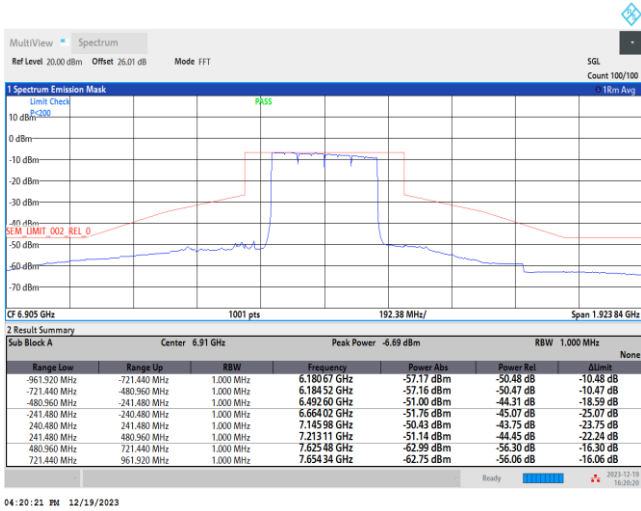 MultiView Spectrum
Ref Level 20.00 dBm Offset 26.01 dB Mode FFT SGL
Count 100/100
1 Spectrum Emission Mask 1Rm Avg
Limit Check PASS
P<200
10 dBm
0 dBm
-10 dBm
-20 dBm
-30 dBm
-40 dBm
SEM_LIMIT_002_REL_0
-50 dBm
-60 dBm
-70 dBm
CF 6.905 GHz 1001 pts 192.38 MHz/ Span 1.923 84 GHz
2 Result Summary
Sub Block A Center 6.91 GHz Peak Power -6.69 dBm RBW 1.000 MHz
None
Range Low Range Up RBW Frequency Power Abs Power Rel ΔLimit
-961.920 MHz -721.440 MHz 1.000 MHz 6.180 67 GHz -57.17 dBm -50.48 dB -10.48 dB
-721.440 MHz -480.960 MHz 1.000 MHz 6.184 52 GHz -57.16 dBm -50.47 dB -10.47 dB
-480.960 MHz -241.480 MHz 1.000 MHz 6.492 60 GHz -51.00 dBm -44.31 dB -18.59 dB
-241.480 MHz -240.480 MHz 1.000 MHz 6.664 02 GHz -51.76 dBm -45.07 dB -25.07 dB
240.480 MHz 241.480 MHz 1.000 MHz 7.145 98 GHz -50.43 dBm -43.75 dB -23.75 dB
241.480 MHz 480.960 MHz 1.000 MHz 7.213 11 GHz -51.14 dBm -44.45 dB -22.24 dB
480.960 MHz 721.440 MHz 1.000 MHz 7.625 48 GHz -62.99 dBm -56.30 dB -16.30 dB
721.440 MHz 961.920 MHz 1.000 MHz 7.654 34 GHz -62.75 dBm -56.06 dB -16.06 dB
Ready 2023-12-19
16:20:20
04:20:21 PM 12/19/2023